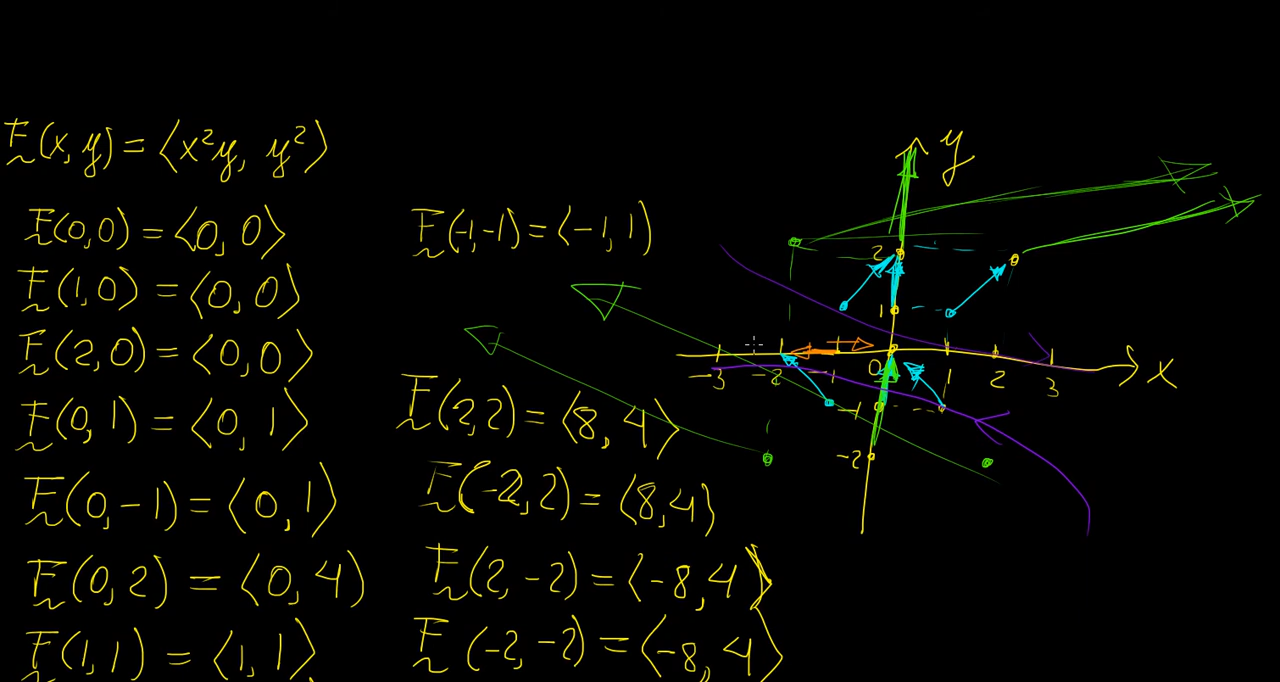 F(x, y) = ⟨x²y, y²⟩
F(0,0) = ⟨0, 0⟩
F(1,0) = ⟨0, 0⟩
F(2,0) = ⟨0,0⟩
F(0,1) = ⟨0, 1⟩
F(0,-1) = ⟨0, 1⟩
F(0,2) = ⟨0, 4⟩
F(1,1) = ⟨1, 1⟩
F(-1,-1) = ⟨-1, 1⟩
F(2,2) = ⟨8, 4⟩
F(-2,2) = ⟨8,4⟩
F(2,-2) = ⟨-8,4⟩
F(-2,-2) = ⟨-8,4⟩
y
2
1
-3 -2 -1 0 1 2 3 x
-1
-2